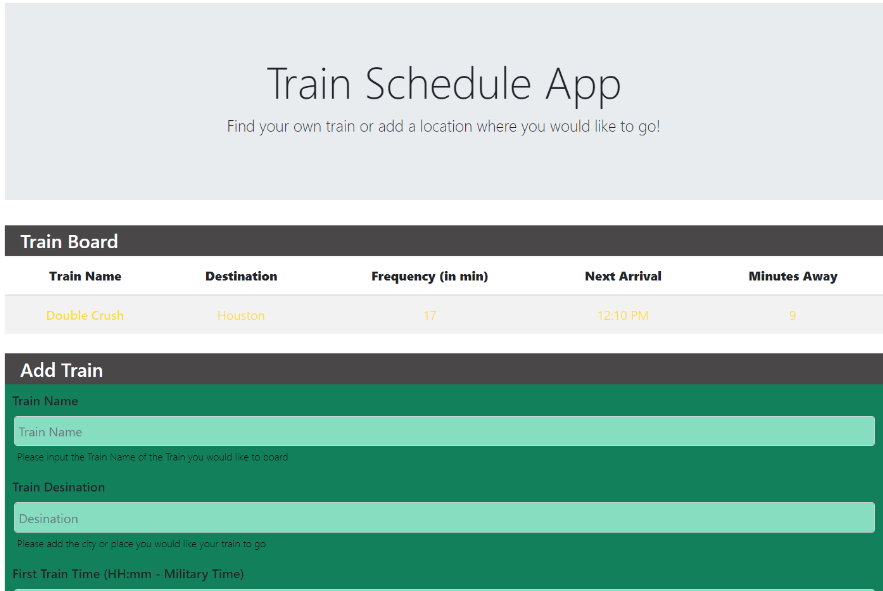 Train Schedule App
Find your own train or add a location where you would like to go!
Train Board
Train Name Destination Frequency (in min) Next Arrival Minutes Away
Double Crush Houston 17 12:10 PM 9
Add Train
Train Name
Train Name
Please input the Train Name of the Train you would like to board
Train Desination
Desination
Please add the city or place you would like your train to go
First Train Time (HH:mm - Military Time)